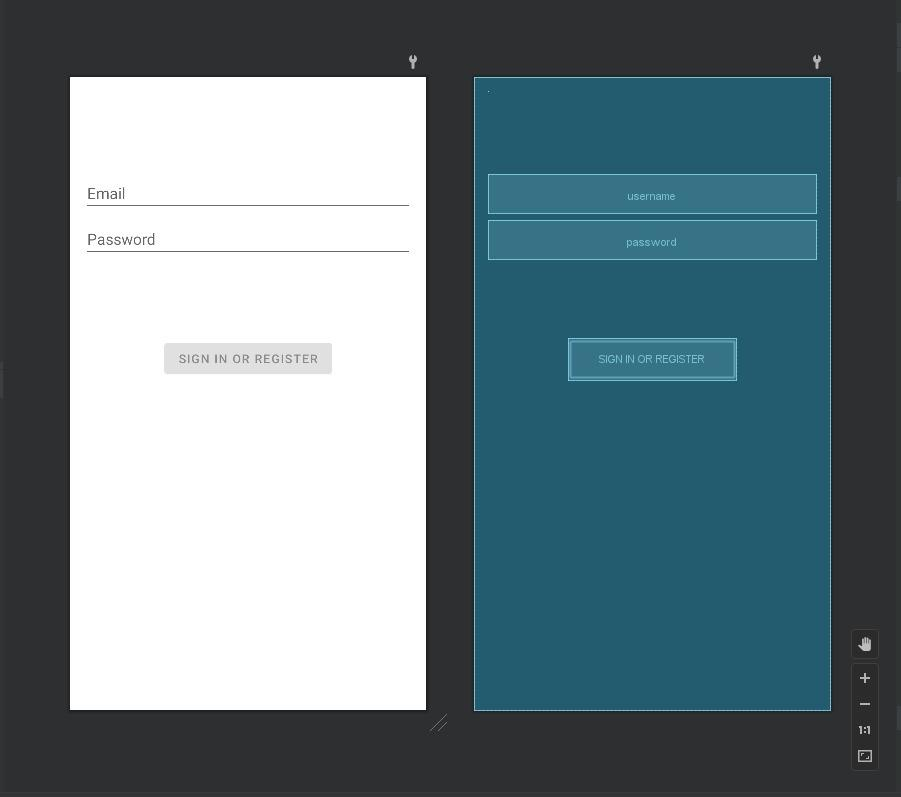 Email
Password
SIGN IN OR REGISTER
username
password
SIGN IN OR REGISTER
1:1